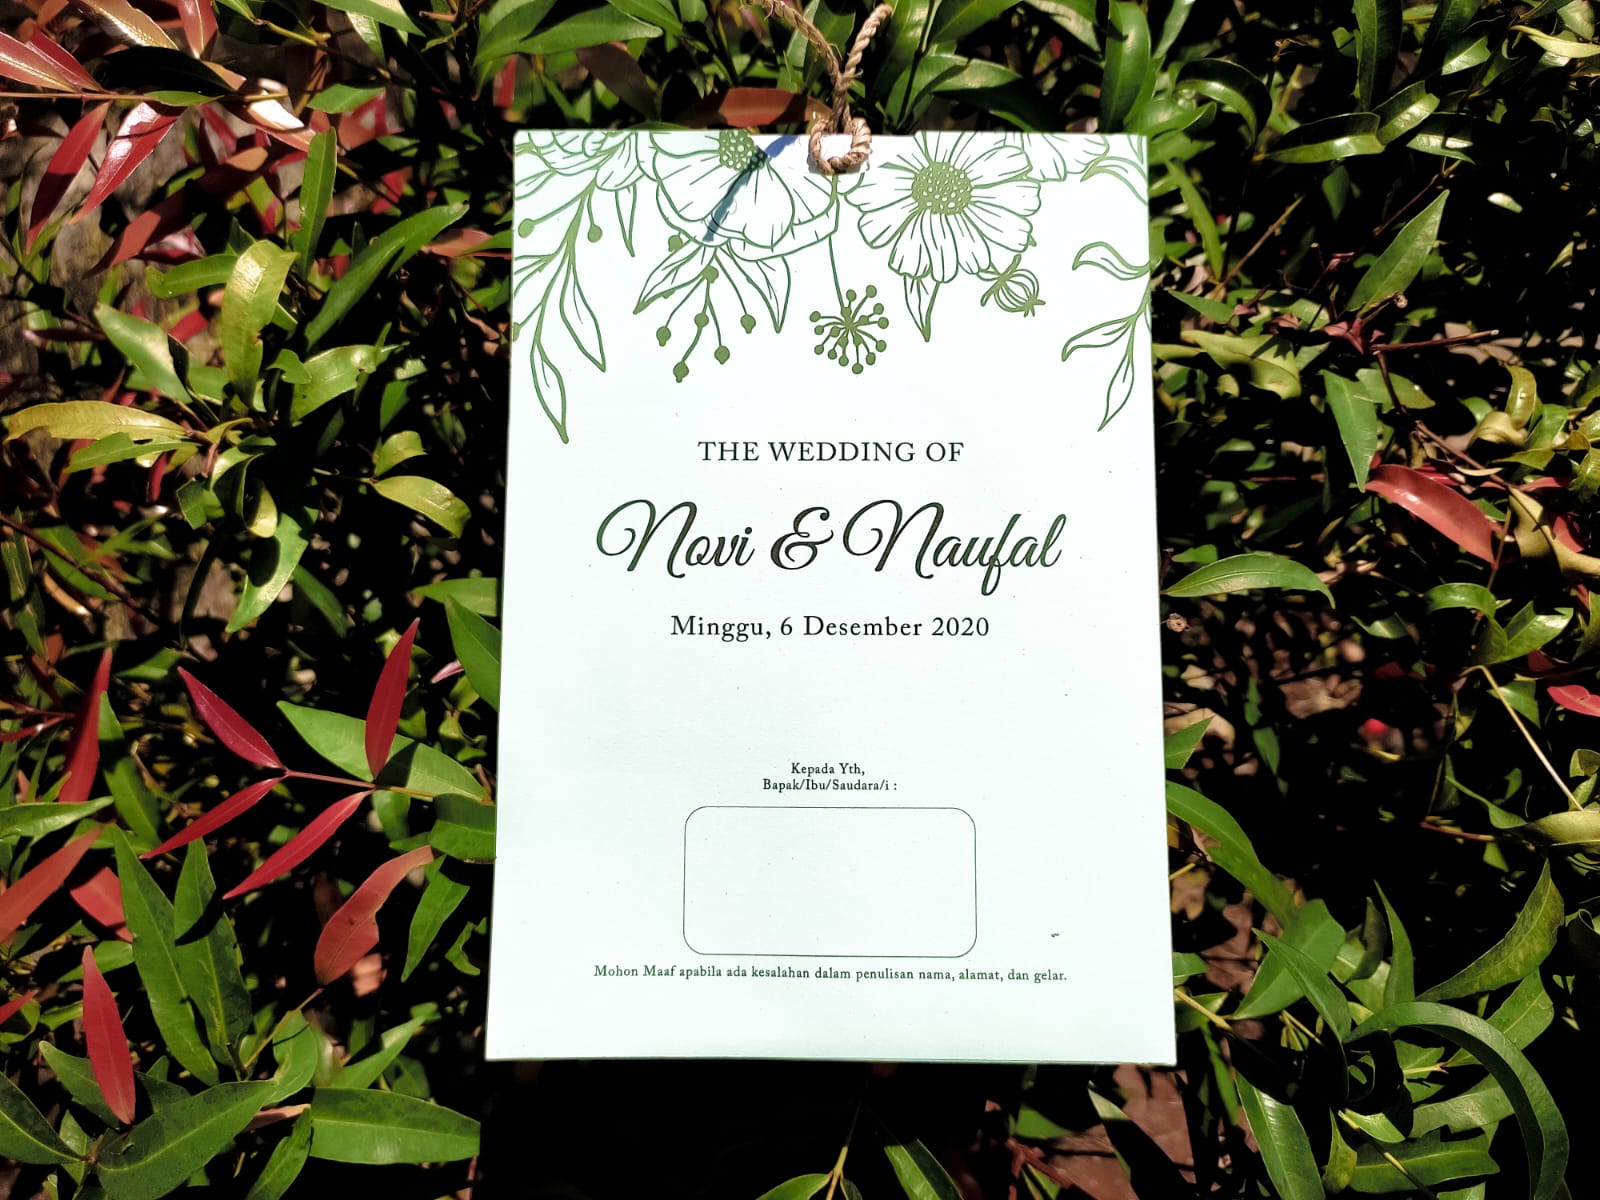 THE WEDDING OF
Novi & Naufal
Minggu, 6 Desember 2020
Kepada Yth,
Bapak/Ibu/Saudara/i :
Mohon Maaf apabila ada kesalahan dalam penulisan nama, alamat, dan gelar.